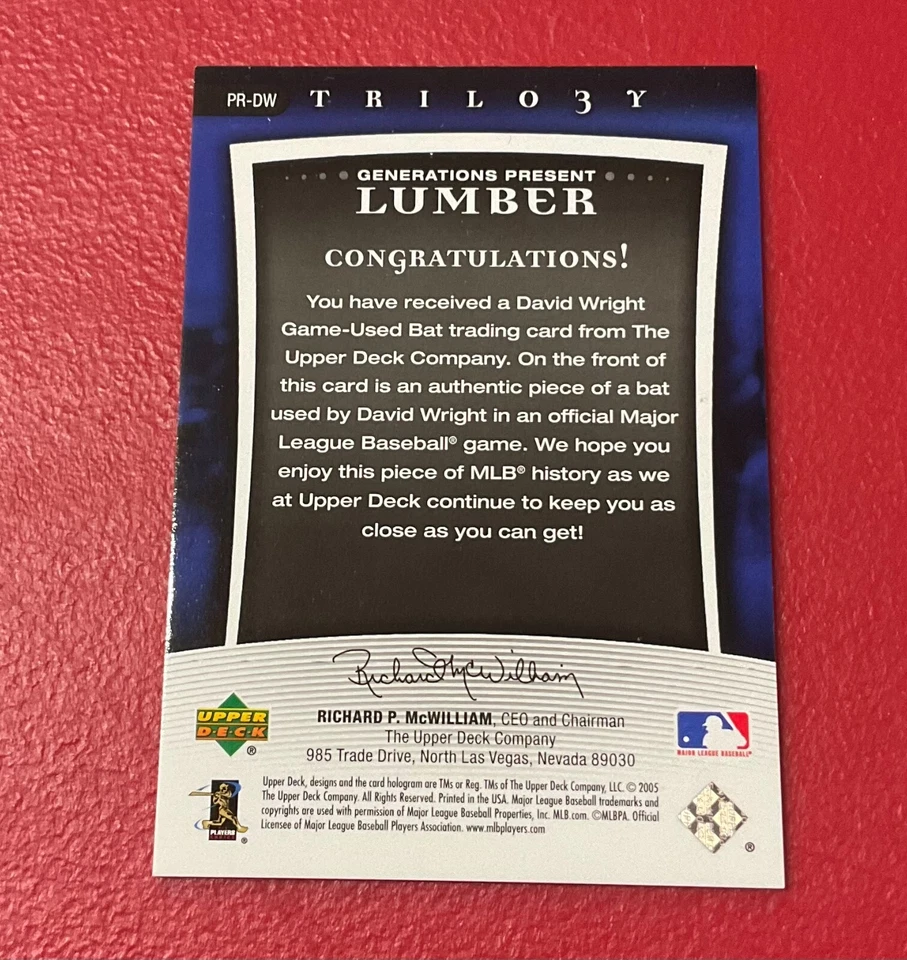 PR-DW TRILO3Y
GENERATIONS PRESENT
LUMBER
CONGRATULATIONS!
You have received a David Wright
Game-Used Bat trading card from The
Upper Deck Company. On the front of
this card is an authentic piece of a bat
used by David Wright in an official Major
League Baseball® game. We hope you
enjoy this piece of MLB® history as we
at Upper Deck continue to keep you as
close as you can get!
Richard P McWilliam
RICHARD P. McWILLIAM, CEO and Chairman
The Upper Deck Company
985 Trade Drive, North Las Vegas, Nevada 89030
UPPER
D·E·C·K
®
MAJOR LEAGUE BASEBALL
Upper Deck, designs and the card hologram are TMs or Reg. TMs of The Upper Deck Company, LLC. © 2005
The Upper Deck Company. All Rights Reserved. Printed in the USA. Major League Baseball trademarks and
copyrights are used with permission of Major League Baseball Properties, Inc. MLB.com. ©MLBPA. Official
Licensee of Major League Baseball Players Association. www.mlbplayers.com
PLAYERS
CHOICE
®
®